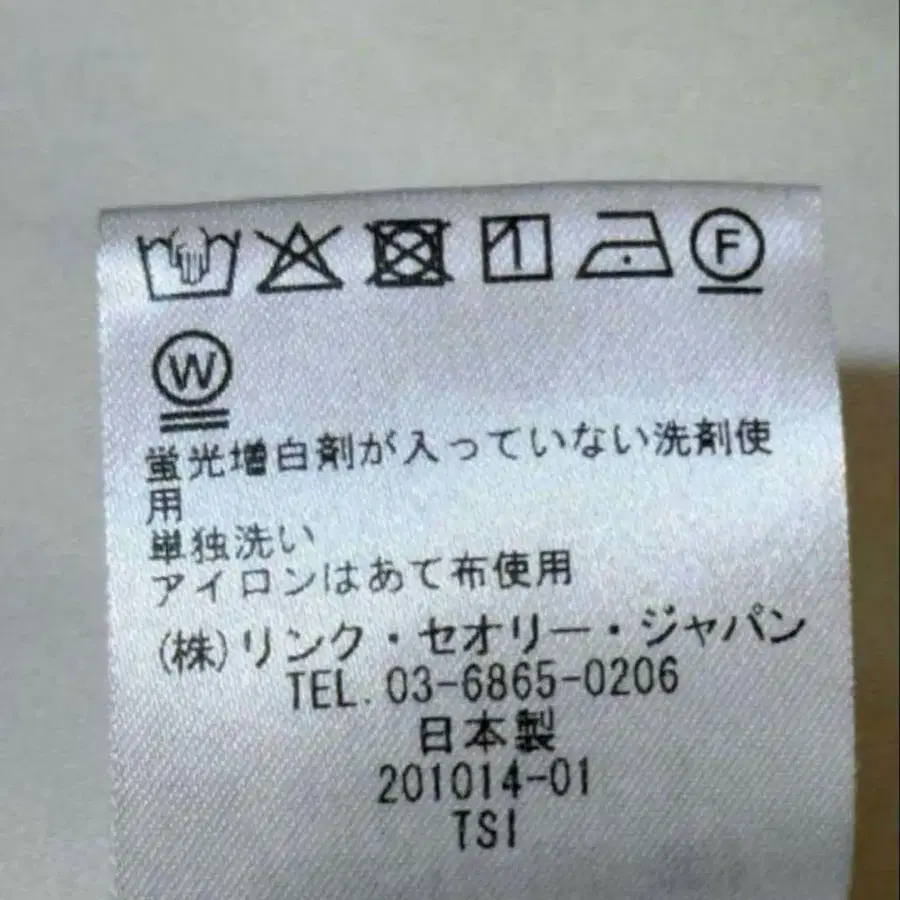 F
W
蛍光増白剤が入っていない洗剤使
用
単独洗い
アイロンはあて布使用
(株)リンク・セオリー・ジャパン
TEL.03-6865-0206
日本製
201014-01
TSI